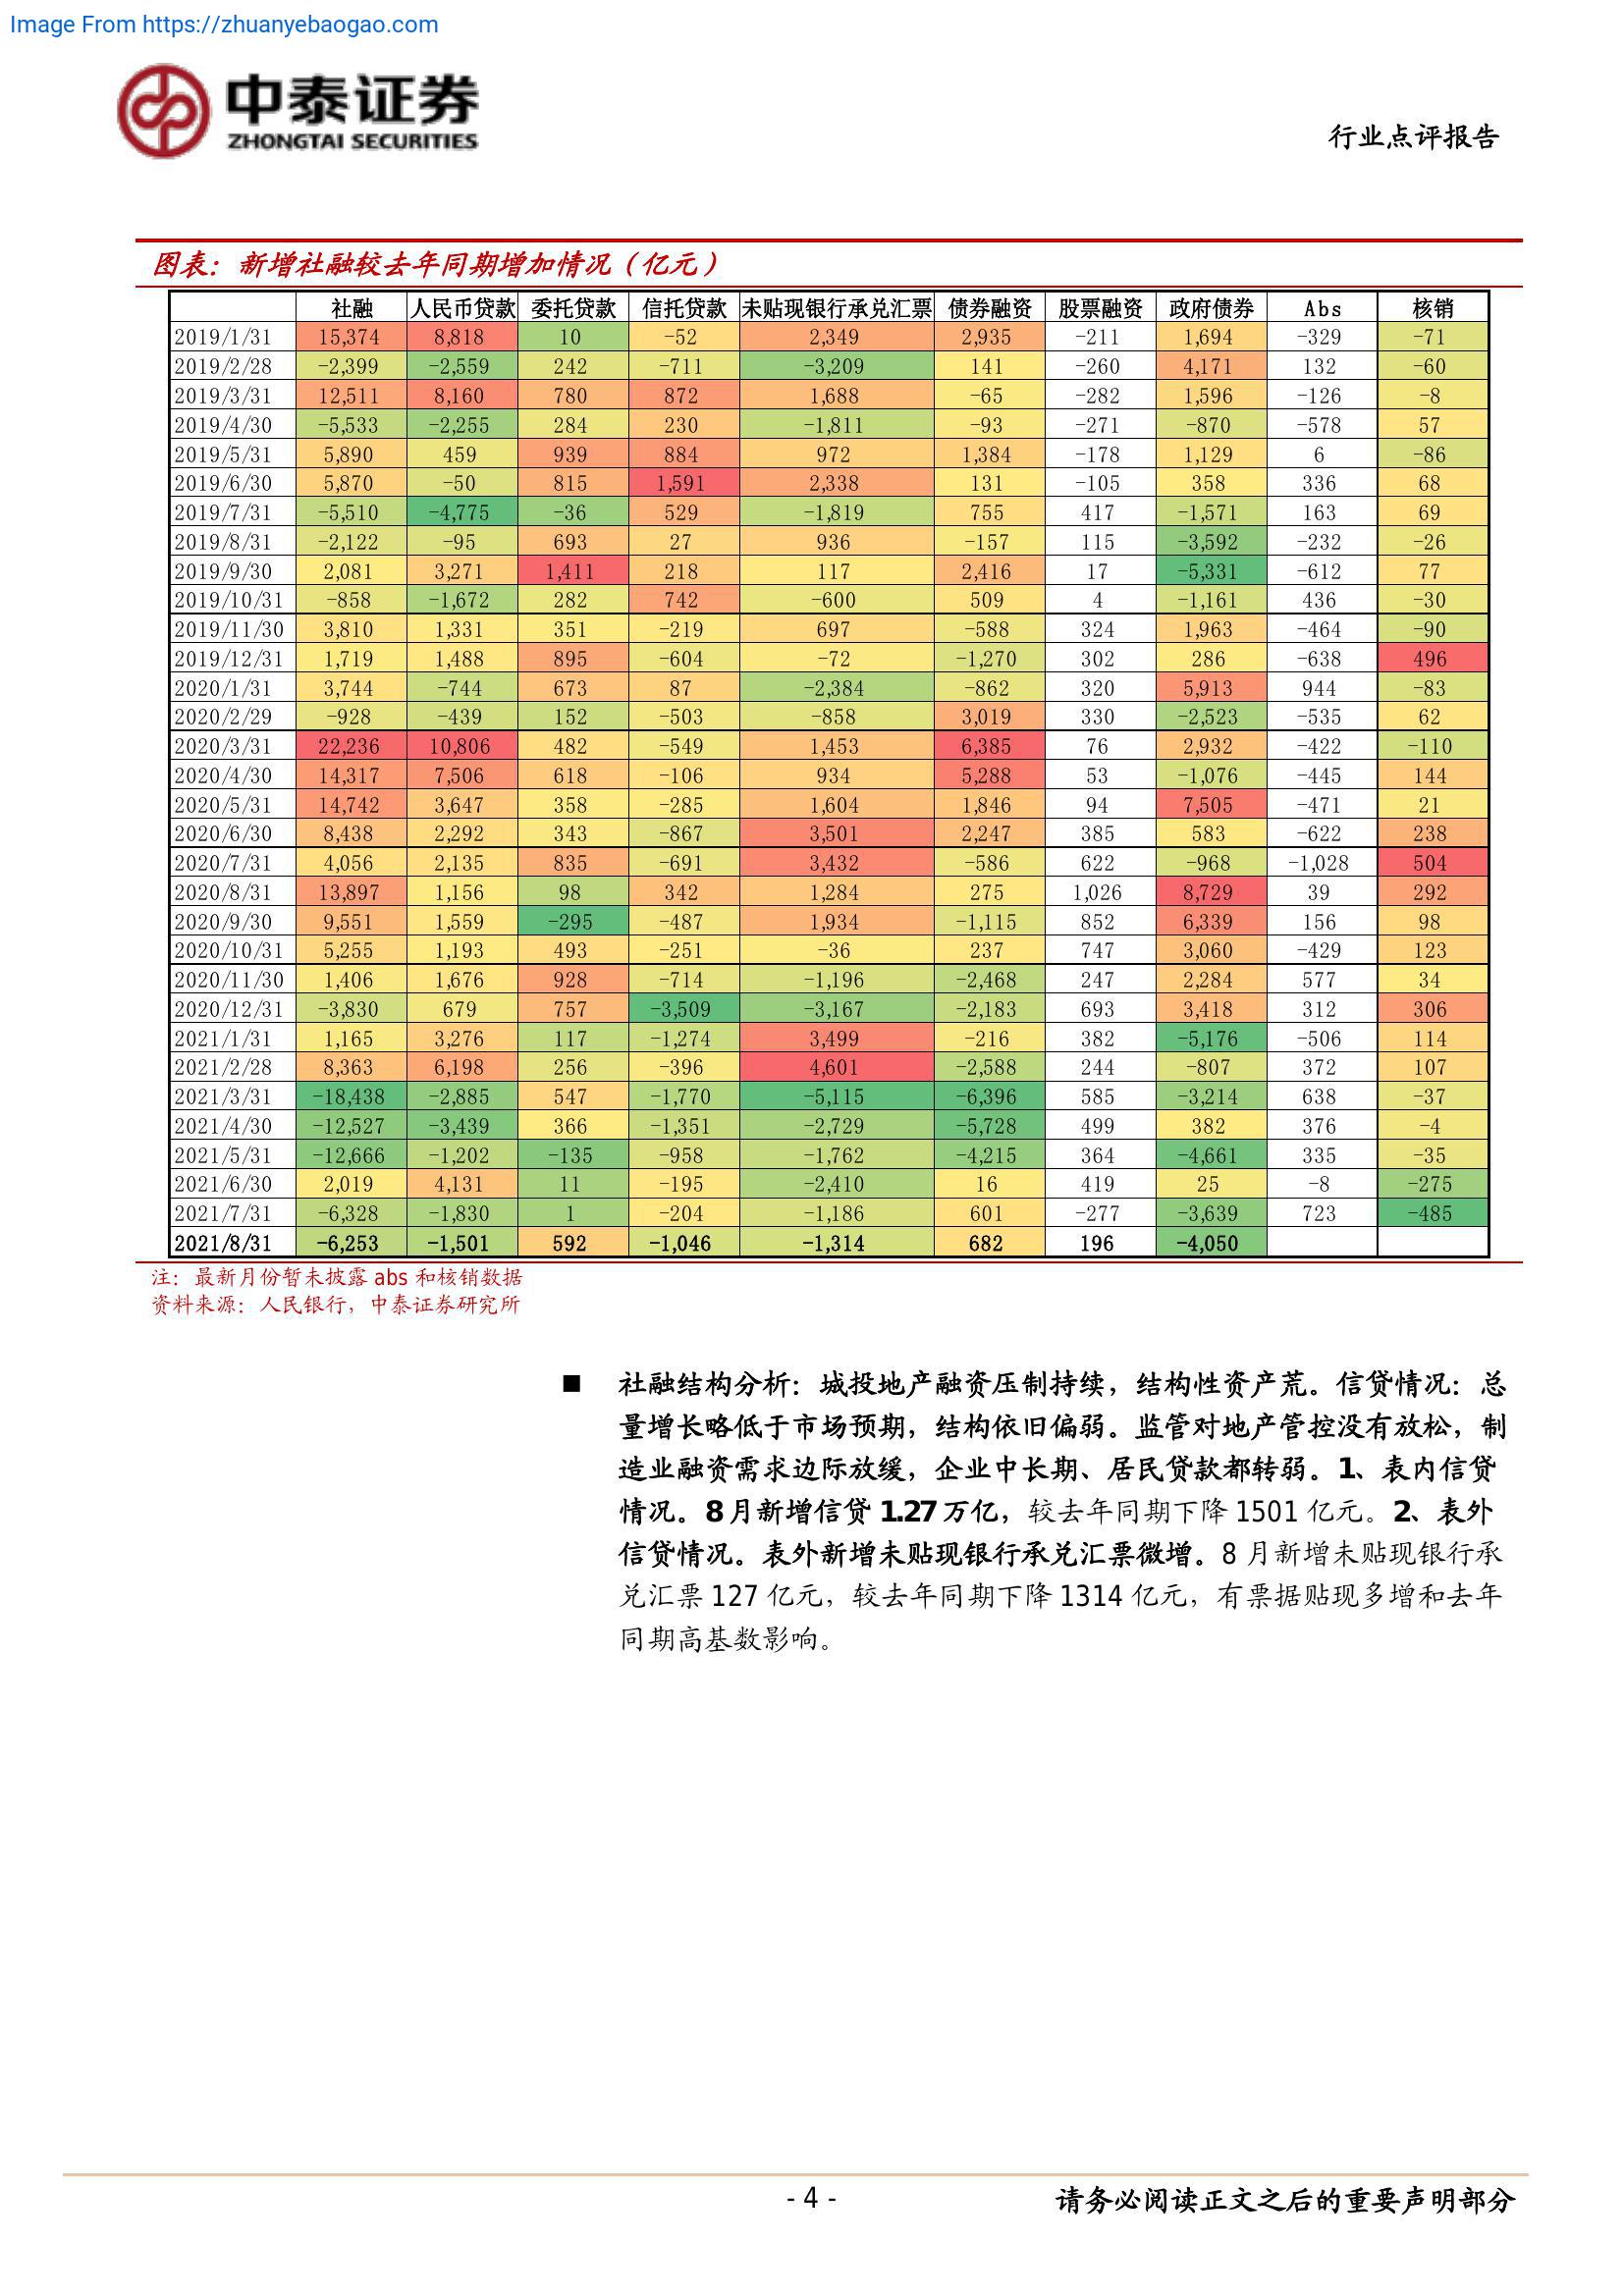 Image From https://zhuanyebaogao.com
中泰证券
ZHONGTAI SECURITIES
行业点评报告
图表：新增社融较去年同期增加情况（亿元）
社融 人民币贷款 委托贷款 信托贷款 未贴现银行承兑汇票 债券融资 股票融资 政府债券 Abs 核销
2019/1/31 15,374 8,818 10 -52 2,349 2,935 -211 1,694 -329 -71
2019/2/28 -2,399 -2,559 242 -711 -3,209 141 -260 4,171 132 -60
2019/3/31 12,511 8,160 780 872 1,688 -65 -282 1,596 -126 -8
2019/4/30 -5,533 -2,255 284 230 -1,811 -93 -271 -870 -578 57
2019/5/31 5,890 459 939 884 972 1,384 -178 1,129 6 -86
2019/6/30 5,870 -50 815 1,591 2,338 131 -105 358 336 68
2019/7/31 -5,510 -4,775 -36 529 -1,819 755 417 -1,571 163 69
2019/8/31 -2,122 -95 693 27 936 -157 115 -3,592 -232 -26
2019/9/30 2,081 3,271 1,411 218 117 2,416 17 -5,331 -612 77
2019/10/31 -858 -1,672 282 742 -600 509 4 -1,161 436 -30
2019/11/30 3,810 1,331 351 -219 697 -588 324 1,963 -464 -90
2019/12/31 1,719 1,488 895 -604 -72 -1,270 302 286 -638 496
2020/1/31 3,744 -744 673 87 -2,384 -862 320 5,913 944 -83
2020/2/29 -928 -439 152 -503 -858 3,019 330 -2,523 -535 62
2020/3/31 22,236 10,806 482 -549 1,453 6,385 76 2,932 -422 -110
2020/4/30 14,317 7,506 618 -106 934 5,288 53 -1,076 -445 144
2020/5/31 14,742 3,647 358 -285 1,604 1,846 94 7,505 -471 21
2020/6/30 8,438 2,292 343 -867 3,501 2,247 385 583 -622 238
2020/7/31 4,056 2,135 835 -691 3,432 -586 622 -968 -1,028 504
2020/8/31 13,897 1,156 98 342 1,284 275 1,026 8,729 39 292
2020/9/30 9,551 1,559 -295 -487 1,934 -1,115 852 6,339 156 98
2020/10/31 5,255 1,193 493 -251 -36 237 747 3,060 -429 123
2020/11/30 1,406 1,676 928 -714 -1,196 -2,468 247 2,284 577 34
2020/12/31 -3,830 679 757 -3,509 -3,167 -2,183 693 3,418 312 306
2021/1/31 1,165 3,276 117 -1,274 3,499 -216 382 -5,176 -506 114
2021/2/28 8,363 6,198 256 -396 4,601 -2,588 244 -807 372 107
2021/3/31 -18,438 -2,885 547 -1,770 -5,115 -6,396 585 -3,214 638 -37
2021/4/30 -12,527 -3,439 366 -1,351 -2,729 -5,728 499 382 376 -4
2021/5/31 -12,666 -1,202 -135 -958 -1,762 -4,215 364 -4,661 335 -35
2021/6/30 2,019 4,131 11 -195 -2,410 16 419 25 -8 -275
2021/7/31 -6,328 -1,830 1 -204 -1,186 601 -277 -3,639 723 -485
2021/8/31 -6,253 -1,501 592 -1,046 -1,314 682 196 -4,050
注：最新月份暂未披露 abs 和核销数据
资料来源：人民银行，中泰证券研究所
■ 社融结构分析：城投地产融资压制持续，结构性资产荒。信贷情况：总
量增长略低于市场预期，结构依旧偏弱。监管对地产管控没有放松，制
造业融资需求边际放缓，企业中长期、居民贷款都转弱。1、表内信贷
情况。8 月新增信贷 1.27 万亿，较去年同期下降 1501 亿元。2、表外
信贷情况。表外新增未贴现银行承兑汇票微增。8 月新增未贴现银行承
兑汇票 127 亿元，较去年同期下降 1314 亿元，有票据贴现多增和去年
同期高基数影响。
- 4 -
请务必阅读正文之后的重要声明部分